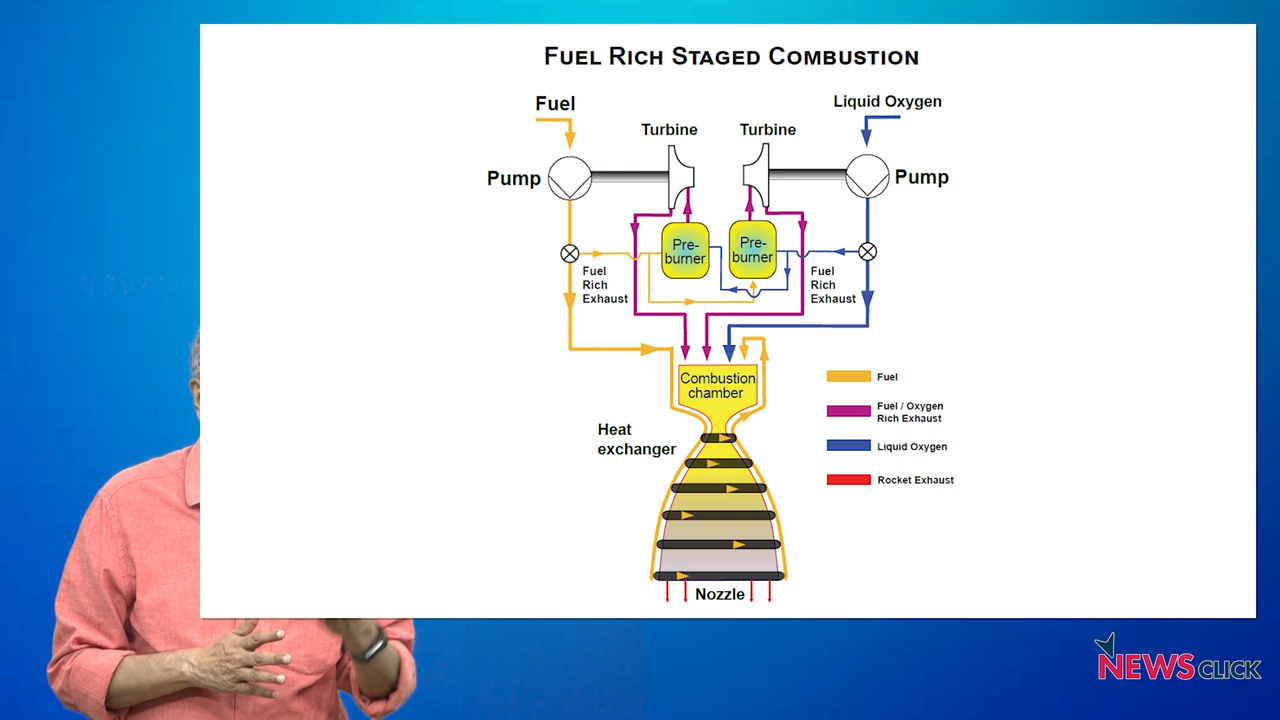 FUEL RICH STAGED COMBUSTION
Fuel
Liquid Oxygen
Turbine
Turbine
Pump
Pump
Pre-
burner
Pre-
burner
Fuel
Rich
Exhaust
Fuel
Rich
Exhaust
Combustion
chamber
Heat
exchanger
Fuel
Fuel / Oxygen
Rich Exhaust
Liquid Oxygen
Rocket Exhaust
Nozzle
NEWSCLICK